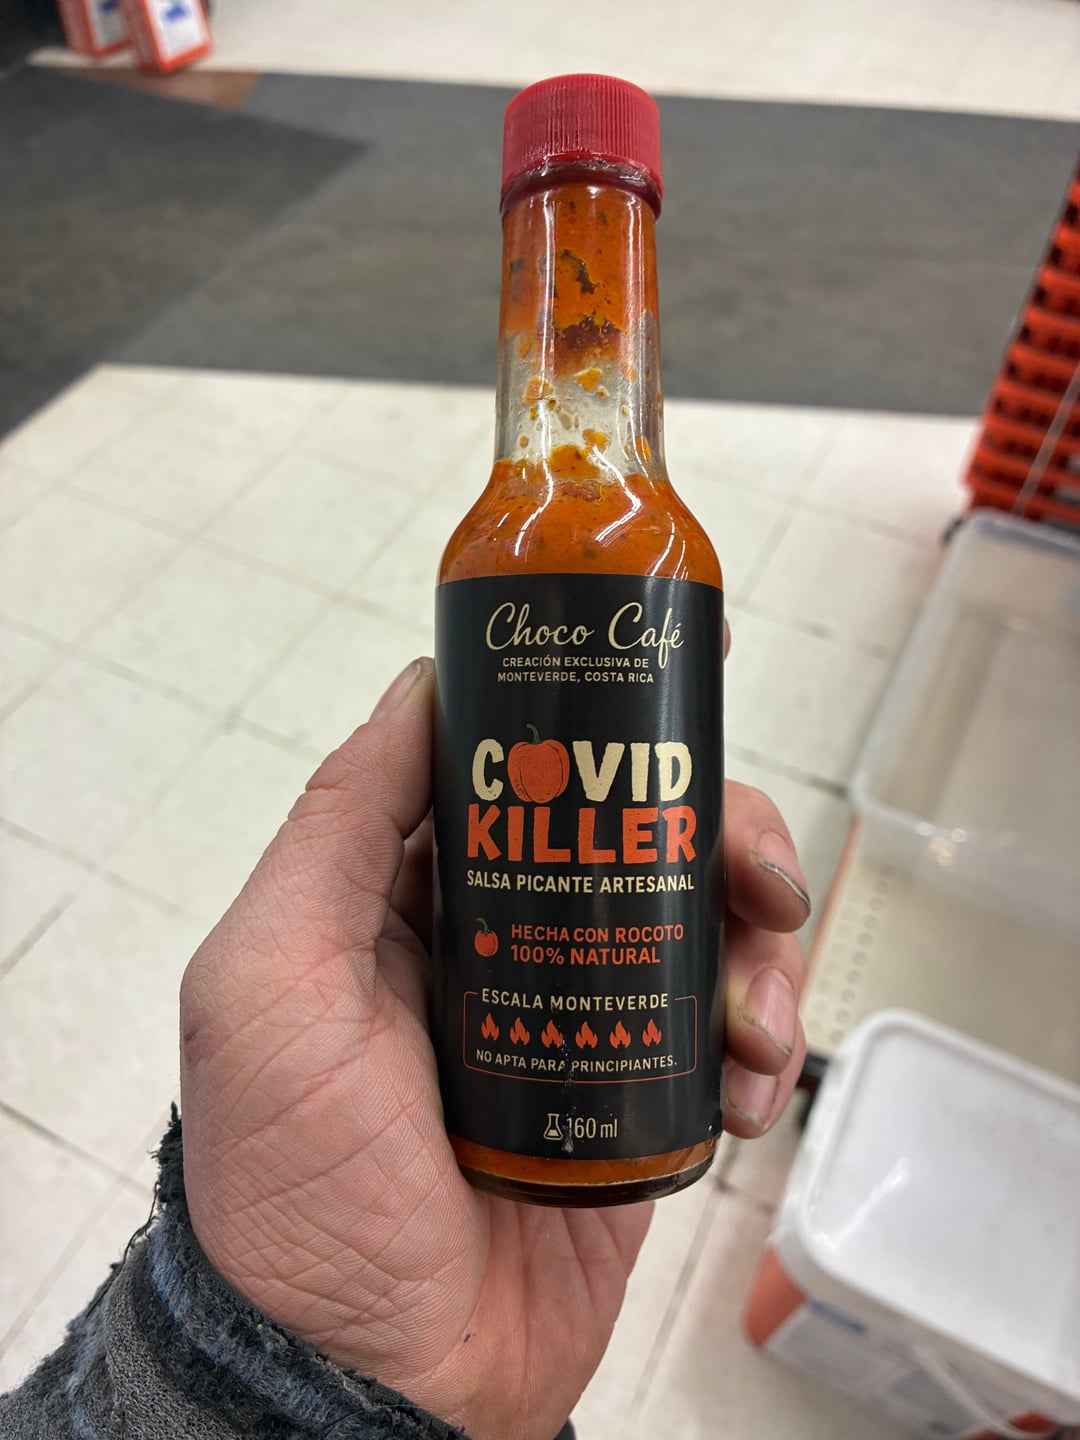 Choco Café
CREACIÓN EXCLUSIVA DE
MONTEVERDE, COSTA RICA
COVID
KILLER
SALSA PICANTE ARTESANAL
HECHA CON ROCOTO
100% NATURAL
ESCALA MONTEVERDE
NO APTA PARA PRINCIPIANTES.
160 ml